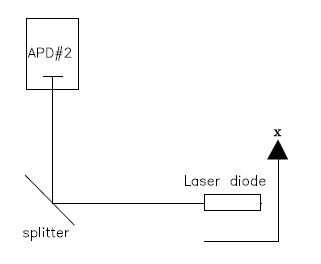 APD#2
x
Laser diode
splitter